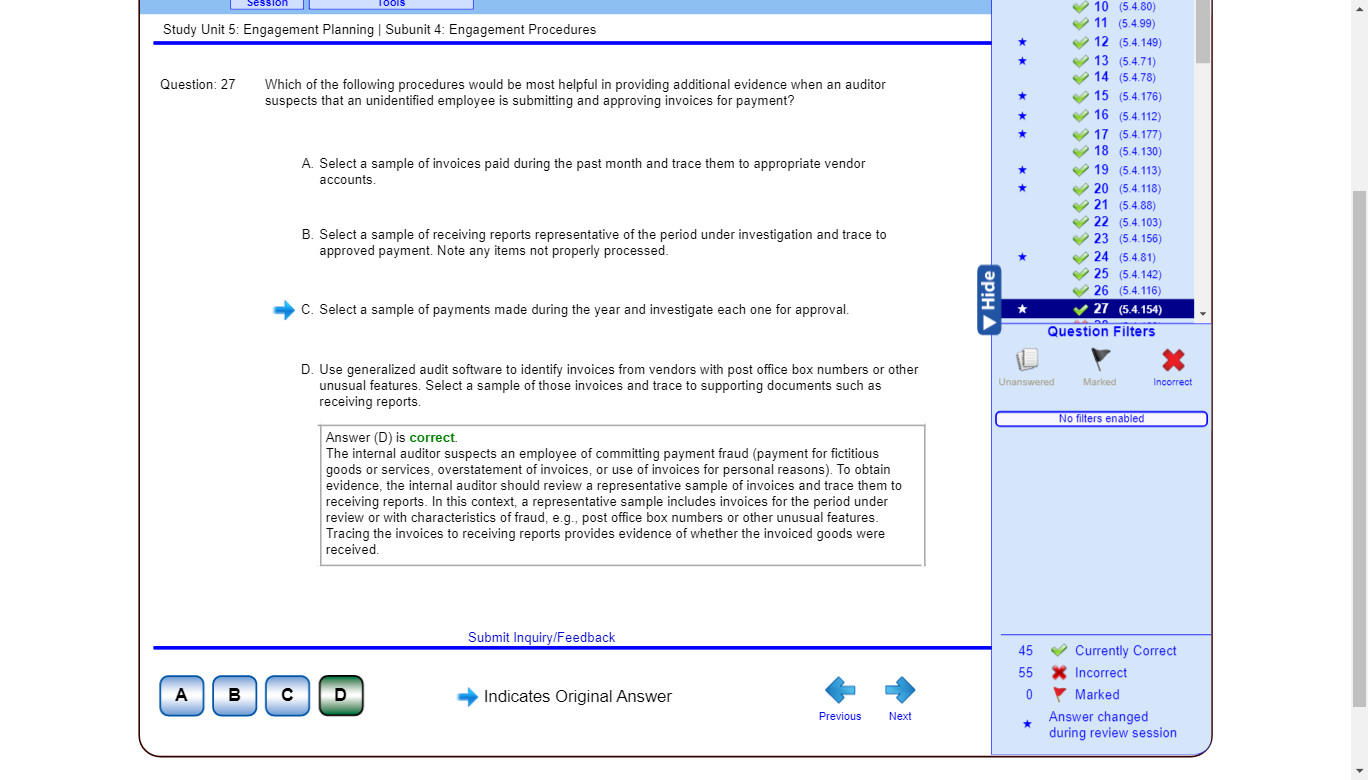 Session
Tools
Study Unit 5: Engagement Planning | Subunit 4: Engagement Procedures
Question: 27
Which of the following procedures would be most helpful in providing additional evidence when an auditor
suspects that an unidentified employee is submitting and approving invoices for payment?
A. Select a sample of invoices paid during the past month and trace them to appropriate vendor
accounts.
B. Select a sample of receiving reports representative of the period under investigation and trace to
approved payment. Note any items not properly processed.
C. Select a sample of payments made during the year and investigate each one for approval.
D. Use generalized audit software to identify invoices from vendors with post office box numbers or other
unusual features. Select a sample of those invoices and trace to supporting documents such as
receiving reports.
Answer (D) is correct.
The internal auditor suspects an employee of committing payment fraud (payment for fictitious
goods or services, overstatement of invoices, or use of invoices for personal reasons). To obtain
evidence, the internal auditor should review a representative sample of invoices and trace them to
receiving reports. In this context, a representative sample includes invoices for the period under
review or with characteristics of fraud, e.g., post office box numbers or other unusual features.
Tracing the invoices to receiving reports provides evidence of whether the invoiced goods were
received.
Submit Inquiry/Feedback
A
B
C
D
Indicates Original Answer
Previous
Next
10 (5.4.80)
11 (5.4.99)
12 (5.4.149)
13 (5.4.71)
14 (5.4.78)
15 (5.4.176)
16 (5.4.112)
17 (5.4.177)
18 (5.4.130)
19 (5.4.113)
20 (5.4.118)
21 (5.4.88)
22 (5.4.103)
23 (5.4.156)
24 (5.4.81)
25 (5.4.142)
26 (5.4.116)
27 (5.4.154)
Hide
Question Filters
Unanswered
Marked
Incorrect
No filters enabled
45 Currently Correct
55 Incorrect
0 Marked
Answer changed
during review session